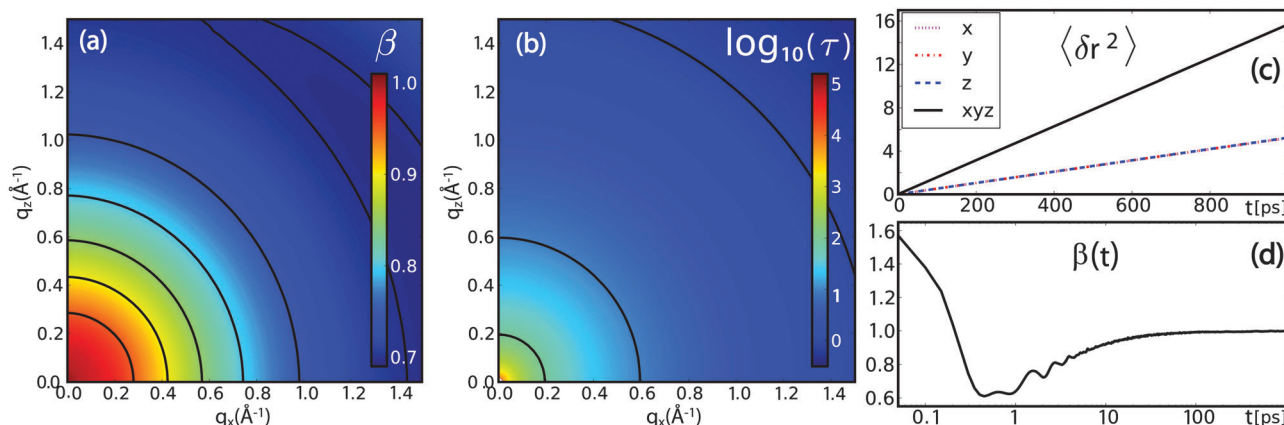 (a)
β
1.4
1.2
1.0
0.8
0.6
0.4
0.2
0.0
q_z(Å⁻¹)
0.0 0.2 0.4 0.6 0.8 1.0 1.2 1.4
q_x(Å⁻¹)
1.0
0.9
0.8
0.7
(b)
log₁₀(τ)
1.4
1.2
1.0
0.8
0.6
0.4
0.2
0.0
q_z(Å⁻¹)
0.0 0.2 0.4 0.6 0.8 1.0 1.2 1.4
q_x(Å⁻¹)
5
4
3
2
1
0
16
12
8
4
0
x
y
z
xyz
⟨δr²⟩
(c)
200 400 600 800 t[ps]
1.6
1.4
1.2
1.0
0.8
0.6
β(t)
(d)
0.1 1 10 100 t[ps]